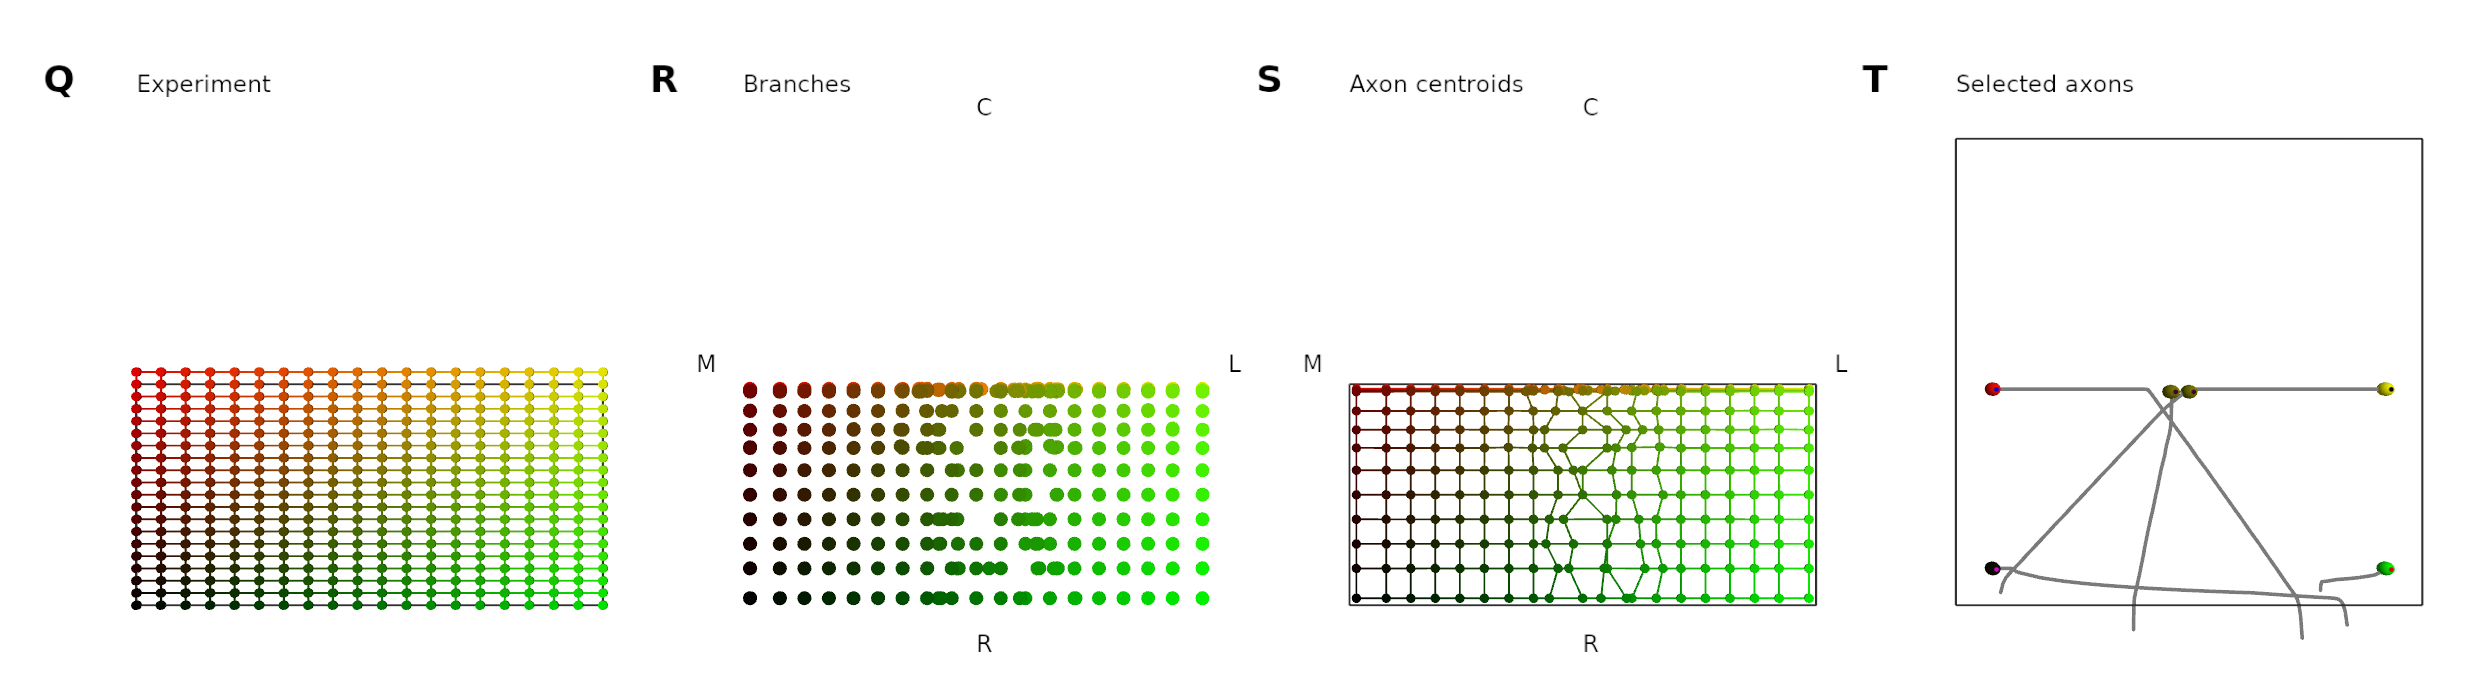 Q Experiment
R Branches
C
M
L
R
S Axon centroids
C
M
L
R
T Selected axons